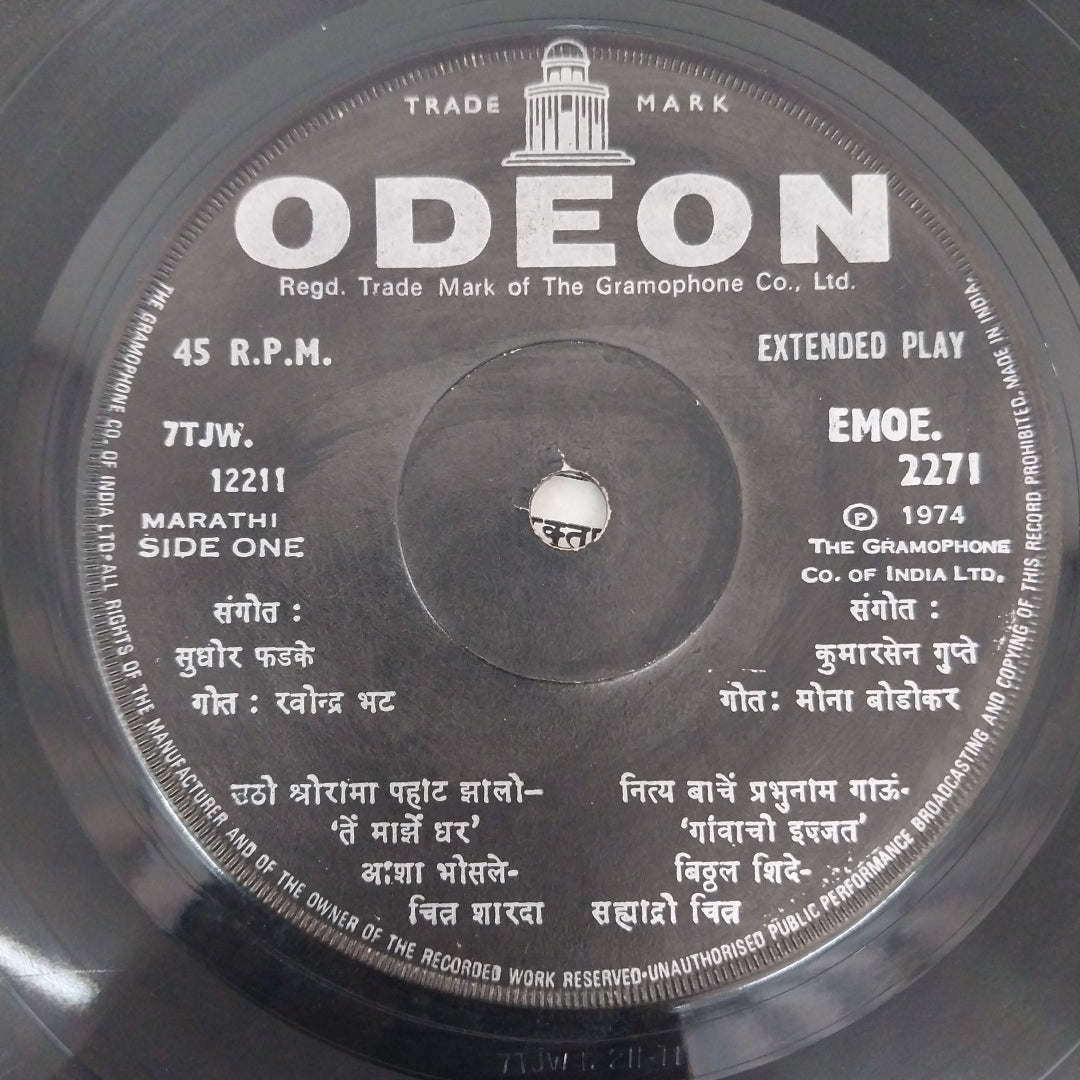 TRADE MARK
ODEON
Regd. Trade Mark of The Gramophone Co., Ltd.
45 R.P.M.
EXTENDED PLAY
7TJW.
12211
MARATHI
SIDE ONE
EMOE.
2271
Ⓟ 1974
THE GRAMOPHONE
CO. OF INDIA LTD.
संगीत :
सुधीर फडके
गीत : रवीन्द्र भट
संगीत :
कुमारसेन गुप्ते
गीत: मीना बोडीकर
उठी श्रीरामा पहाट झाली–
‘तें माझें घर’
आशा भोसले-
चित्र शारदा
नित्य वाचें प्रभुनाम गाऊं-
‘गांवाची इज्जत’
विठ्ठल शिंदे-
सह्याद्री चित्र
THE GRAMOPHONE CO. OF INDIA LTD. ALL RIGHTS OF THE MANUFACTURER AND OF THE OWNER OF THE RECORDED WORK RESERVED·UNAUTHORISED PUBLIC PERFORMANCE BROADCASTING AND COPYING OF THIS RECORD PROHIBITED. MADE IN INDIA.
क्ता